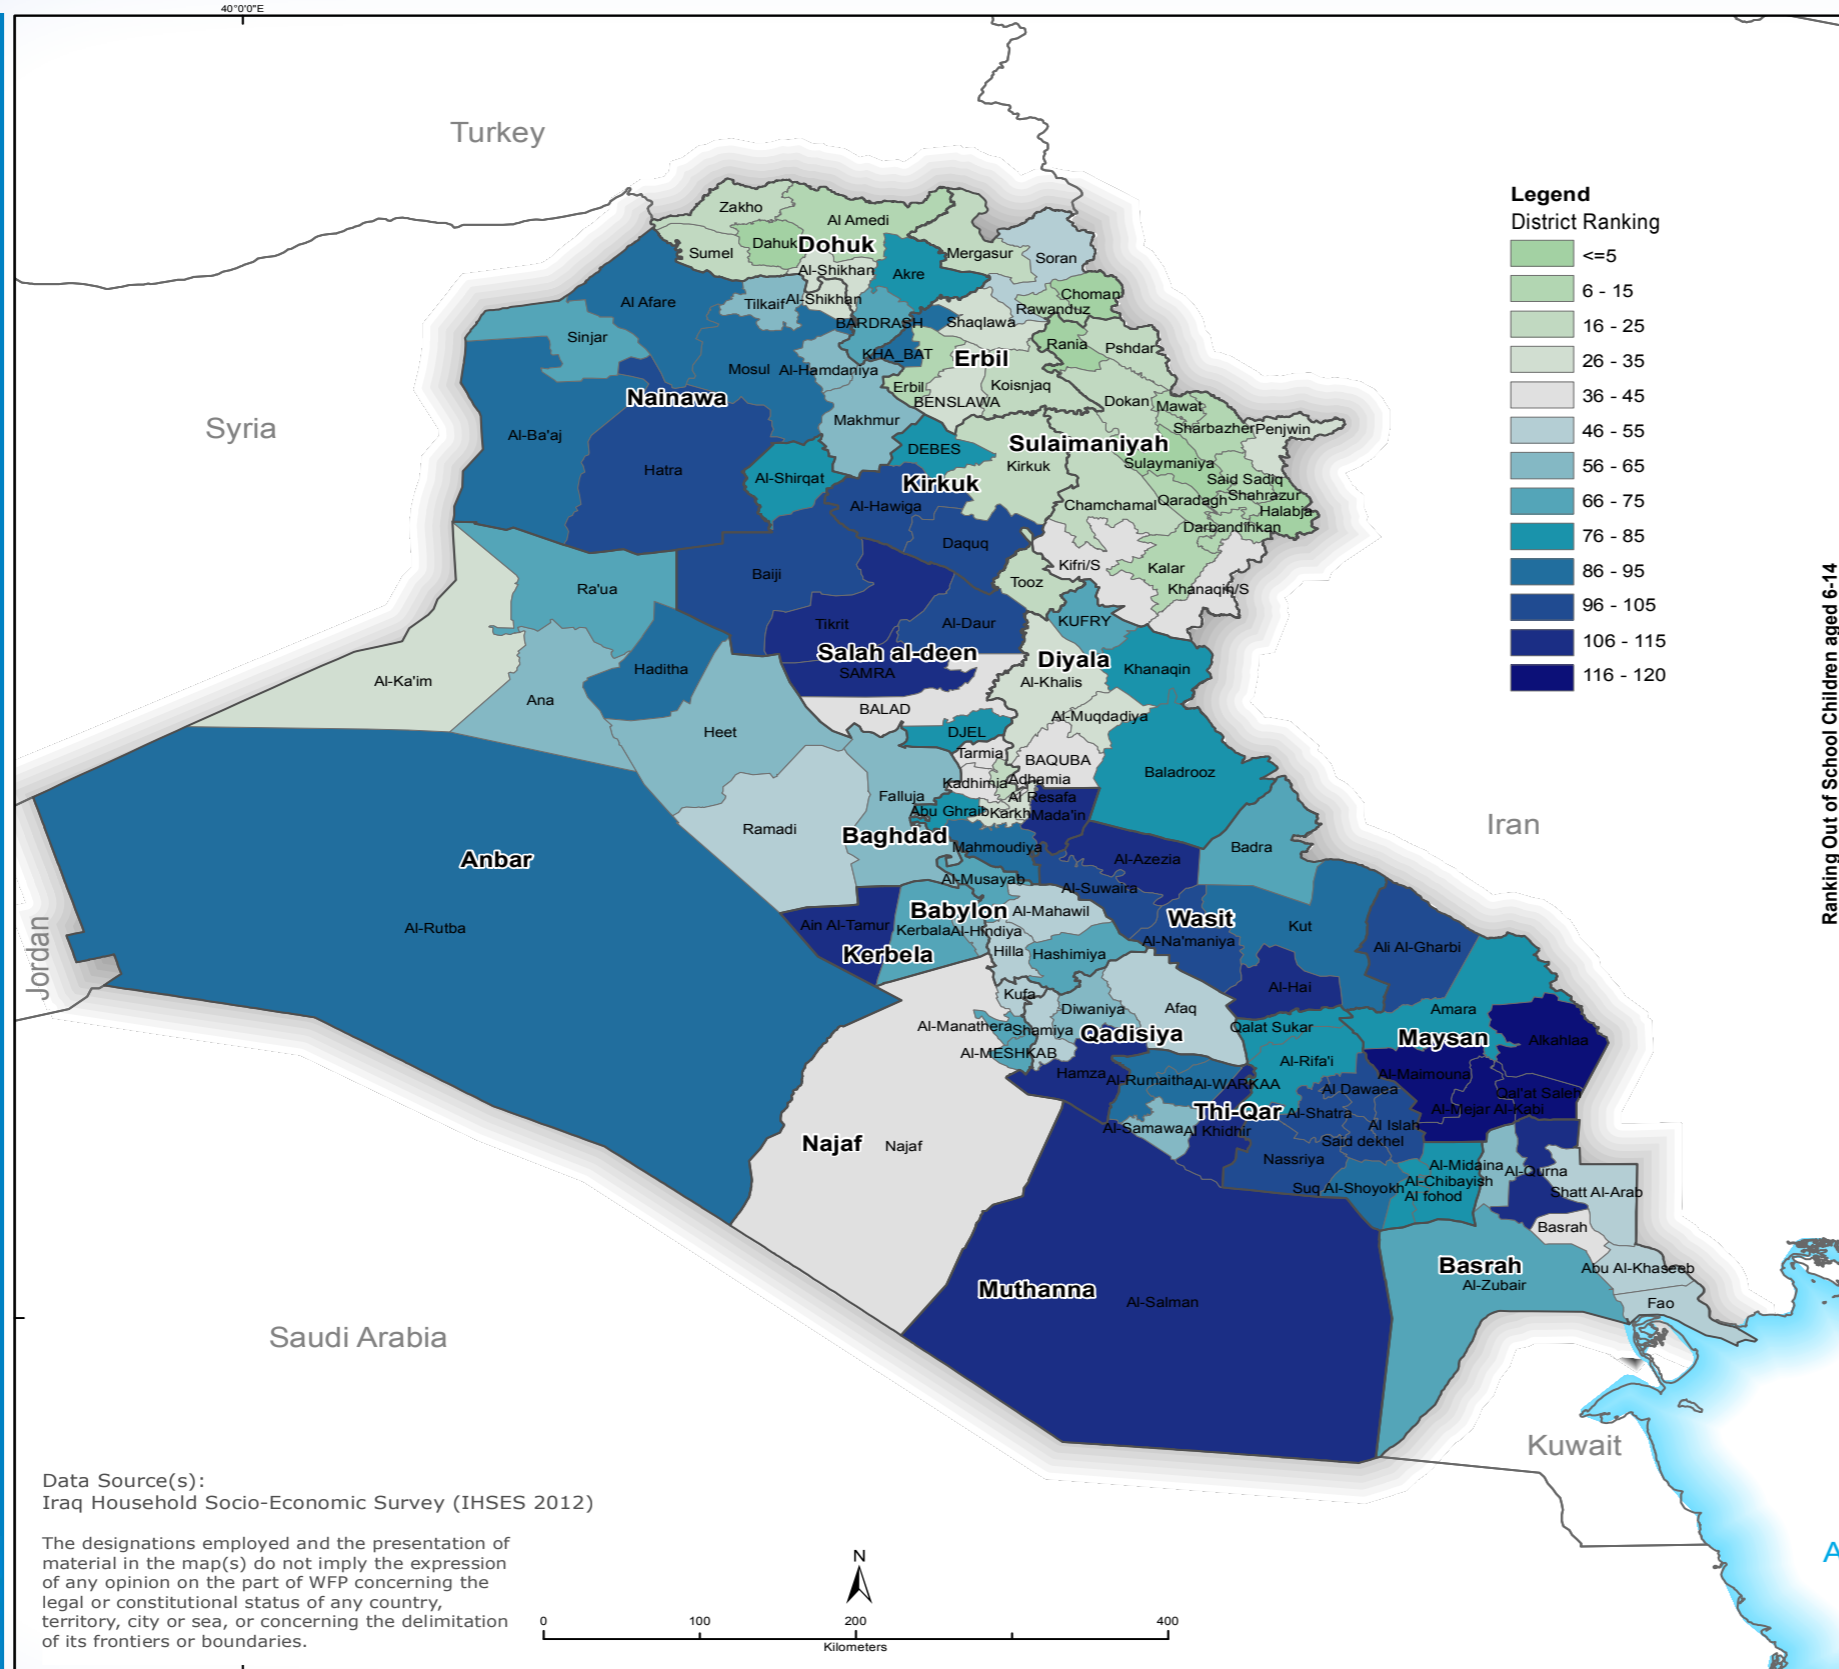 40°0'0"E
Turkey
Syria
Jordan
Saudi Arabia
Iran
Kuwait
A
Legend
District Ranking
<=5
6 - 15
16 - 25
26 - 35
36 - 45
46 - 55
56 - 65
66 - 75
76 - 85
86 - 95
96 - 105
106 - 115
116 - 120
Ranking Out of School Children aged 6-14
Zakho
Al Amedi
Sumel
Dahuk
Dohuk
Al-Shikhan
Akre
Mergasur
Soran
Al Afare
Tilkaif
Al-Shikhan
Choman
Rawanduz
Sinjar
BARDRASH
Shaqlawa
Rania
Pshdar
Mosul
Al-Hamdaniya
KHA_BAT
Erbil
Nainawa
Erbil
Koisnjaq
BENSLAWA
Dokan
Mawat
Al-Ba'aj
Makhmur
Sharbazher
Penjwin
Hatra
DEBES
Sulaimaniyah
Kirkuk
Sulaymaniya
Al-Shirqat
Kirkuk
Said Sadiq
Shahrazur
Al-Hawiga
Chamchamal
Qaradagh
Halabja
Darbandihkan
Daquq
Kifri/S
Kalar
Khanaqin/S
Baiji
Ra'ua
Tooz
Tikrit
Al-Daur
KUFRY
Salah al-deen
Diyala
Khanaqin
Haditha
SAMRA
Al-Khalis
Al-Ka'im
Ana
BALAD
Al-Muqdadiya
Heet
DJEL
Tarmia
BAQUBA
Baladrooz
Kadhimia
Adhamia
Falluja
Al Resafa
Abu Ghraib
Karkh
Mada'in
Ramadi
Baghdad
Mahmoudiya
Badra
Anbar
Al-Azezia
Al-Musayab
Al-Suwaira
Babylon
Al-Mahawil
Wasit
Al-Rutba
Ain Al-Tamur
Kerbala
Al-Hindiya
Al-Na'maniya
Kut
Ali Al-Gharbi
Kerbela
Hilla
Hashimiya
Kufa
Al-Hai
Diwaniya
Afaq
Amara
Al-Manathera
Shamiya
Qadisiya
Qalat Sukar
Maysan
Alkahlaa
Al-MESHKAB
Al-Rifa'i
Hamza
Al-Rumaitha
Al-WARKAA
Al-Maimouna
Al Dawaea
Qal'at Saleh
Thi-Qar
Al-Shatra
Al-Mejar Al-Kabi
Al-Samawa
Al Khidhir
Al Islah
Said dekhel
Najaf
Najaf
Nassriya
Al-Midaina
Al-Qurna
Suq Al-Shoyokh
Al-Chibayish
Al fohod
Shatt Al-Arab
Basrah
Basrah
Abu Al-Khaseeb
Al-Zubair
Fao
Muthanna
Al-Salman
Data Source(s):
Iraq Household Socio-Economic Survey (IHSES 2012)
The designations employed and the presentation of
material in the map(s) do not imply the expression
of any opinion on the part of WFP concerning the
legal or constitutional status of any country,
territory, city or sea, or concerning the delimitation
of its frontiers or boundaries.
N
0 100 200 400
Kilometers